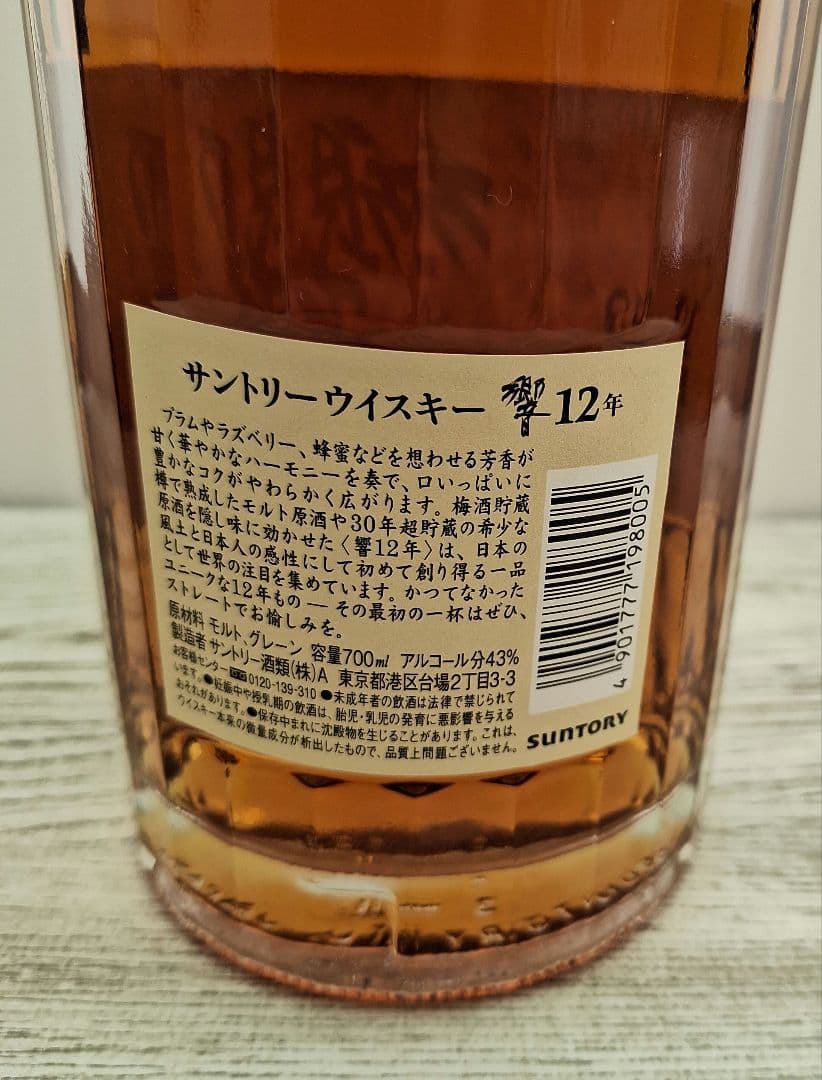 サントリーウイスキー 響 12年
プラムやラズベリー、蜂蜜などを想わせる芳香が
甘く華やかなハーモニーを奏で、口いっぱいに
豊かなコクがやわらかく広がります。梅酒貯蔵
樽で熟成したモルト原酒や30年超貯蔵の希少な
原酒を隠し味に効かせた〈響12年〉は、日本の
風土と日本人の感性にして初めて創り得る一品
として世界の注目を集めています。かつてなかった
ユニークな12年もの ― その最初の一杯はぜひ、
ストレートでお愉しみを。
原材料 モルト、グレーン 容量700ml アルコール分43%
製造者 サントリー酒類(株)A 東京都港区台場2丁目3-3
お客様センター 0120-139-310 ●未成年者の飲酒は法律で禁じられて
います。●妊娠中や授乳期の飲酒は、胎児・乳児の発育に悪影響を与える
おそれがあります。●保存中まれに沈殿物を生じることがあります。これは、
ウイスキー本来の微量成分が析出したもので、品質上問題ございません。
SUNTORY
4 901777 198005